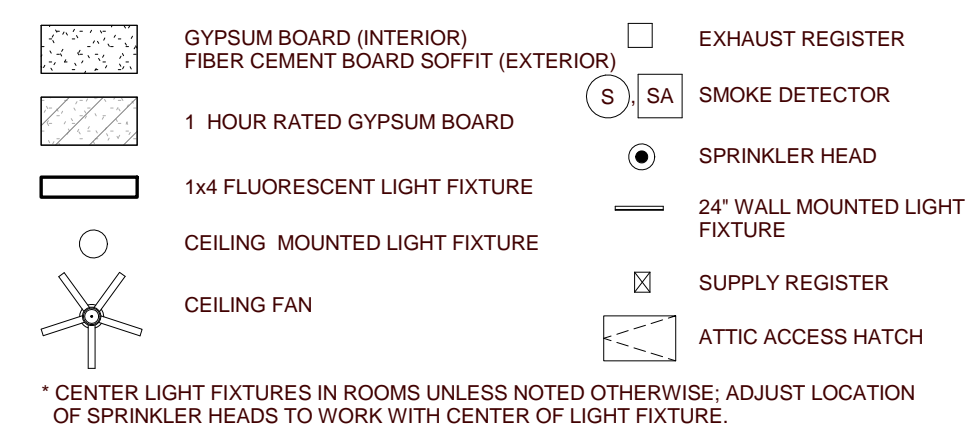 GYPSUM BOARD (INTERIOR)
FIBER CEMENT BOARD SOFFIT (EXTERIOR)
1 HOUR RATED GYPSUM BOARD
1x4 FLUORESCENT LIGHT FIXTURE
CEILING MOUNTED LIGHT FIXTURE
CEILING FAN
EXHAUST REGISTER
S, SA SMOKE DETECTOR
SPRINKLER HEAD
24" WALL MOUNTED LIGHT
FIXTURE
SUPPLY REGISTER
ATTIC ACCESS HATCH
* CENTER LIGHT FIXTURES IN ROOMS UNLESS NOTED OTHERWISE; ADJUST LOCATION
OF SPRINKLER HEADS TO WORK WITH CENTER OF LIGHT FIXTURE.